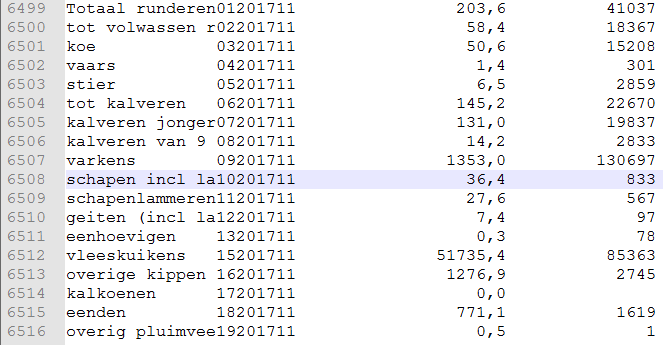 6499 Totaal runderen01201711 203,6 41037
6500 tot volwassen r02201711 58,4 18367
6501 koe 03201711 50,6 15208
6502 vaars 04201711 1,4 301
6503 stier 05201711 6,5 2859
6504 tot kalveren 06201711 145,2 22670
6505 kalveren jonger07201711 131,0 19837
6506 kalveren van 9 08201711 14,2 2833
6507 varkens 09201711 1353,0 130697
6508 schapen incl la10201711 36,4 833
6509 schapenlammeren11201711 27,6 567
6510 geiten (incl la12201711 7,4 97
6511 eenhoevigen 13201711 0,3 78
6512 vleeskuikens 15201711 51735,4 85363
6513 overige kippen 16201711 1276,9 2745
6514 kalkoenen 17201711 0,0
6515 eenden 18201711 771,1 1619
6516 overig pluimvee19201711 0,5 1